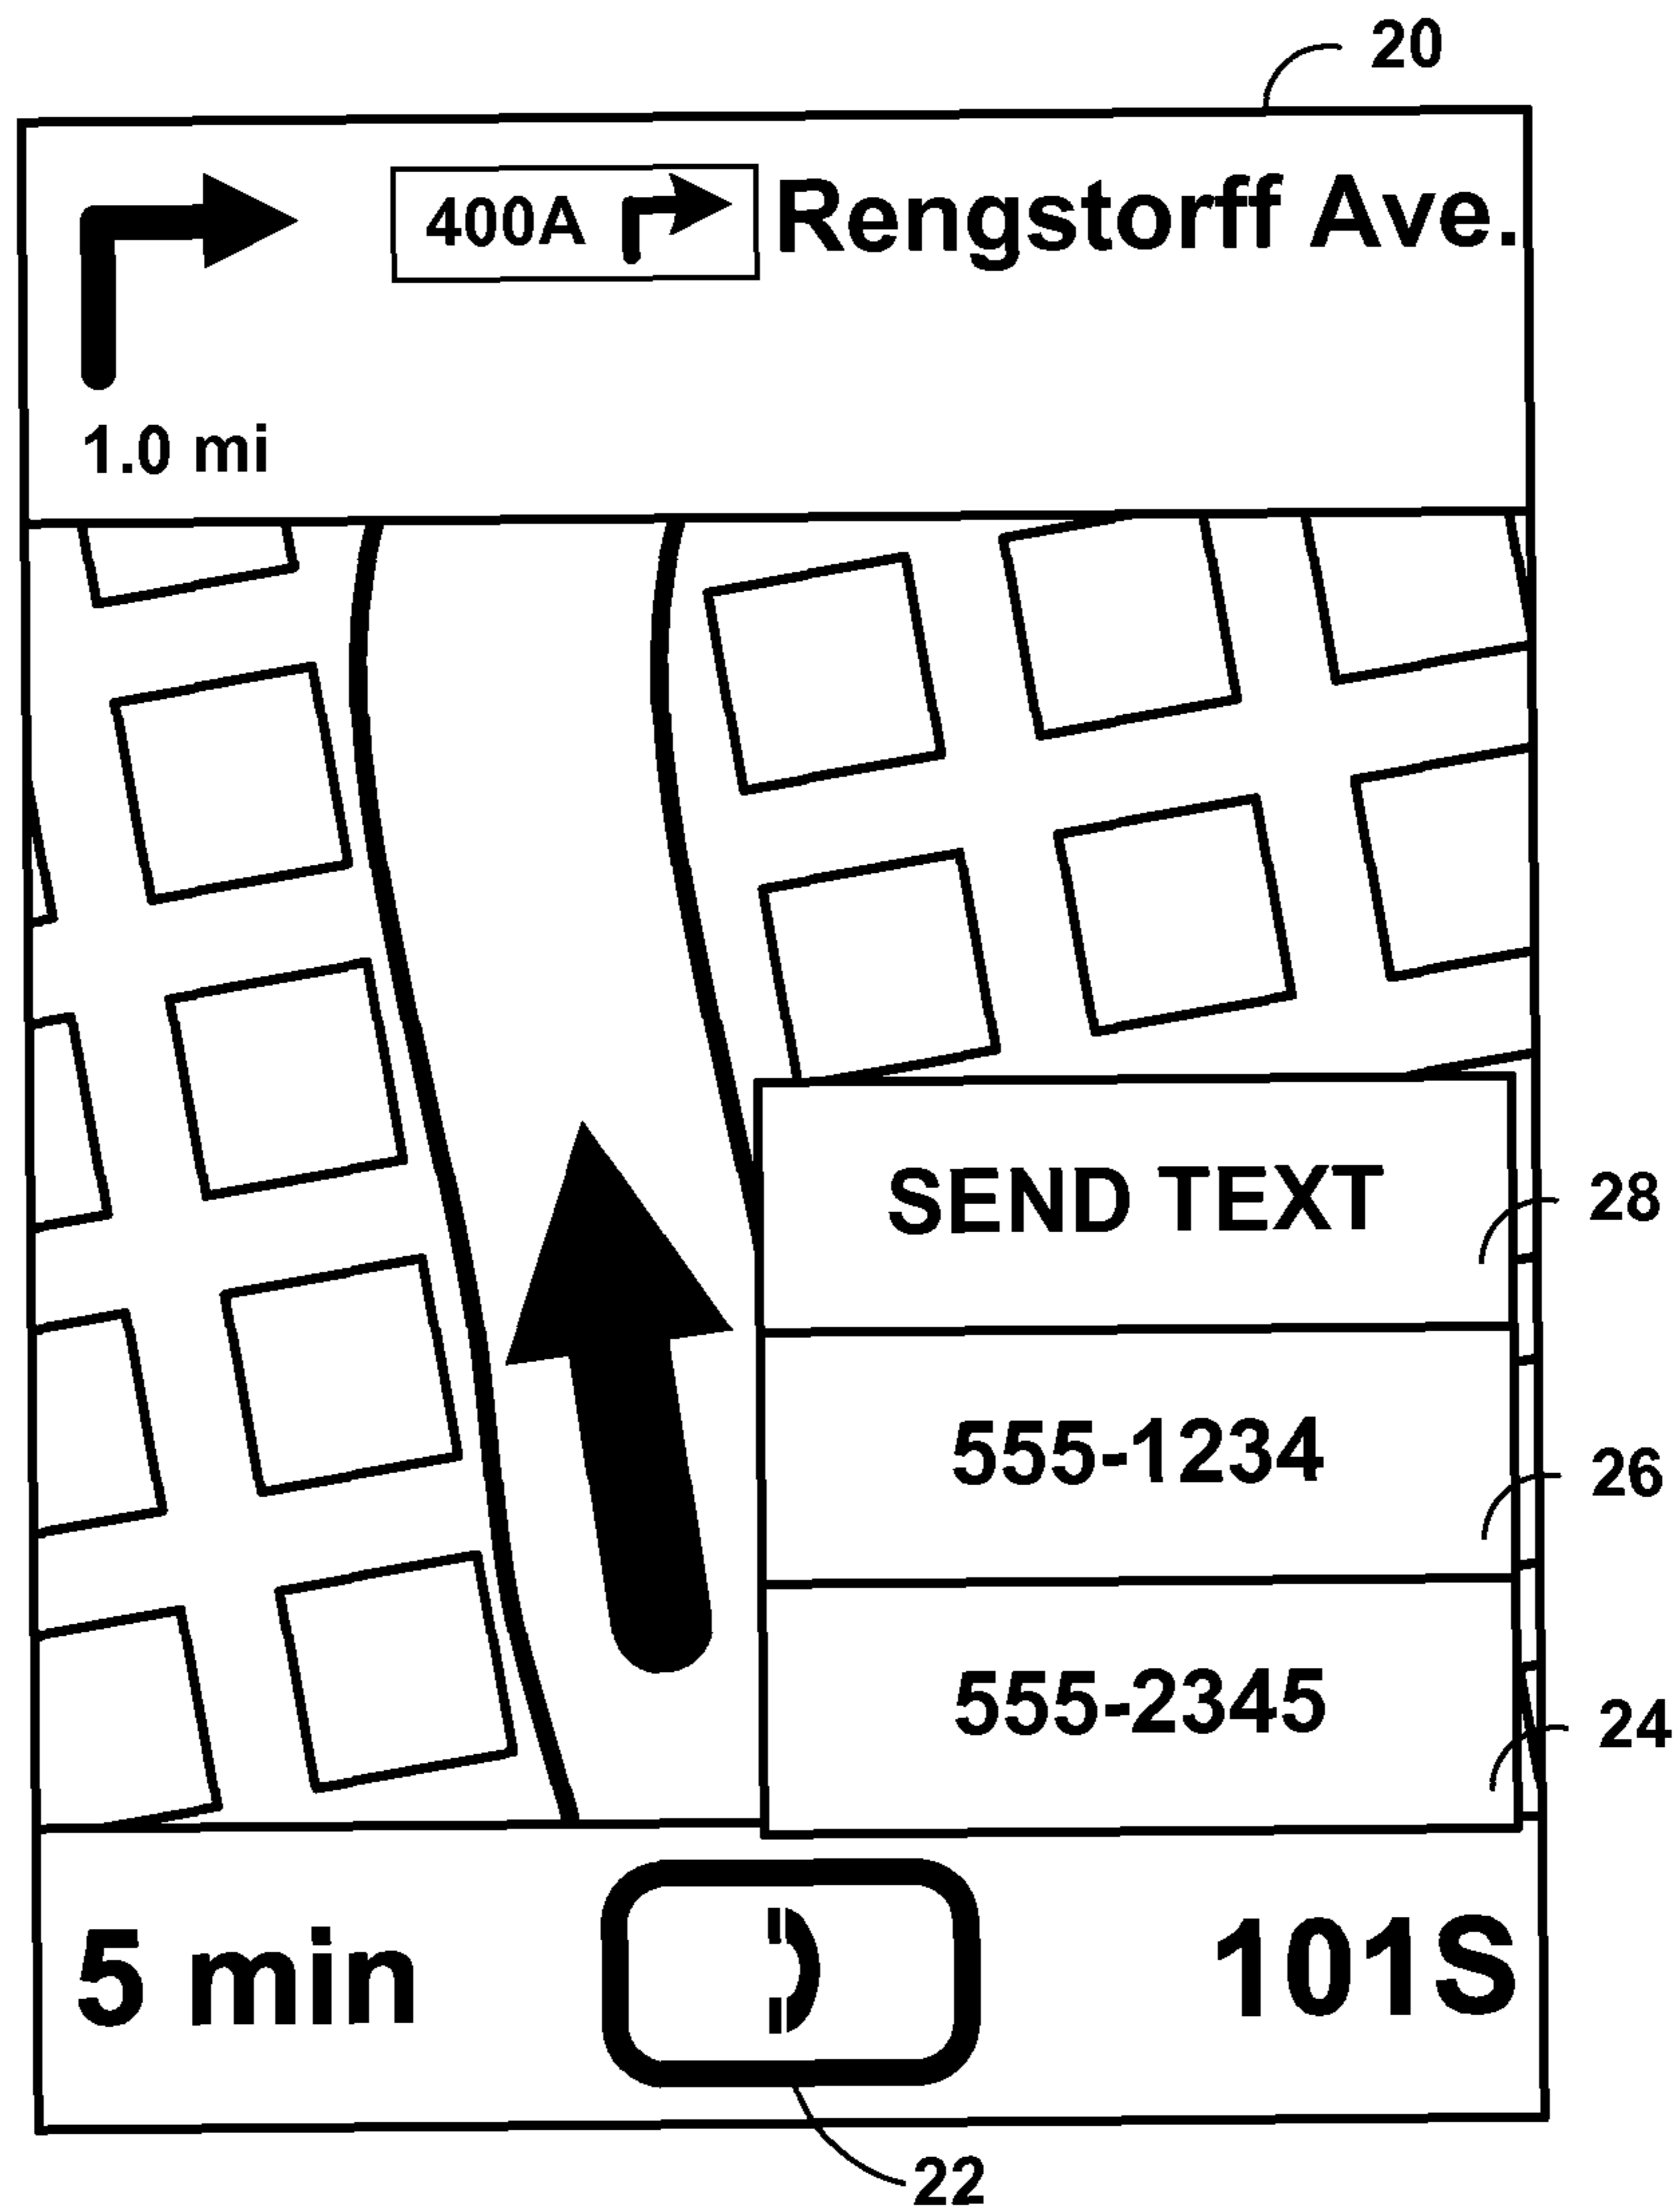 20
400A Rengstorff Ave.
1.0 mi
SEND TEXT
28
555-1234
26
555-2345
24
5 min
101S
22